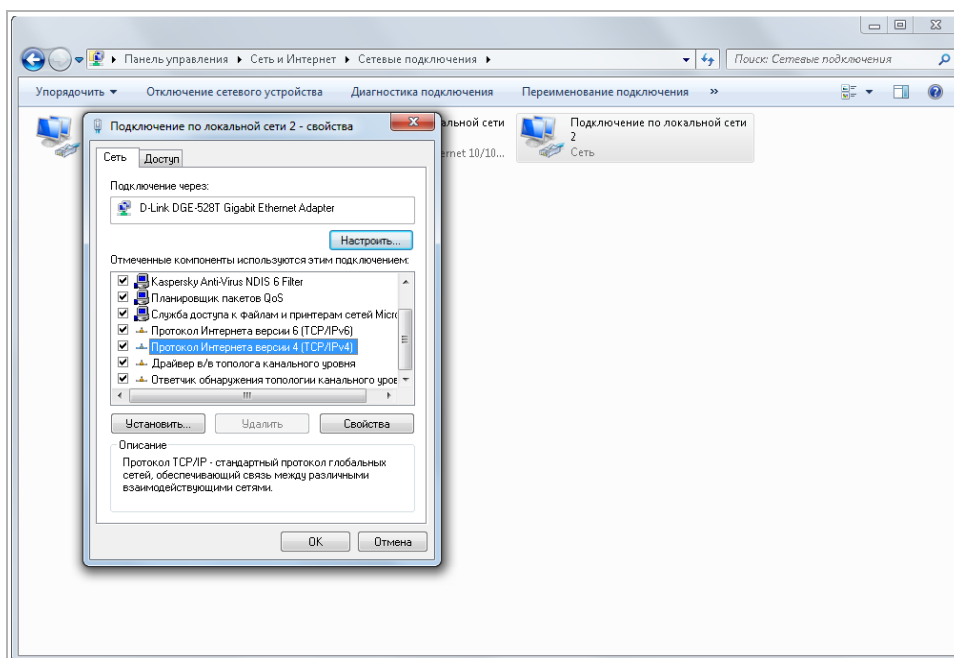 Панель управления ▸ Сеть и Интернет ▸ Сетевые подключения ▸
Поиск: Сетевые подключения
Упорядочить ▾ Отключение сетевого устройства Диагностика подключения Переименование подключения »
альной сети
ernet 10/10...
Подключение по локальной сети
2
Сеть
Подключение по локальной сети 2 - свойства
Сеть Доступ
Подключение через:
D-Link DGE-528T Gigabit Ethernet Adapter
Настроить...
Отмеченные компоненты используются этим подключением:
Kaspersky Anti-Virus NDIS 6 Filter
Планировщик пакетов QoS
Служба доступа к файлам и принтерам сетей Micro
Протокол Интернета версии 6 (TCP/IPv6)
Протокол Интернета версии 4 (TCP/IPv4)
Драйвер в/в тополога канального уровня
Ответчик обнаружения топологии канального уров
Установить... Удалить Свойства
Описание
Протокол TCP/IP - стандартный протокол глобальных
сетей, обеспечивающий связь между различными
взаимодействующими сетями.
OK Отмена